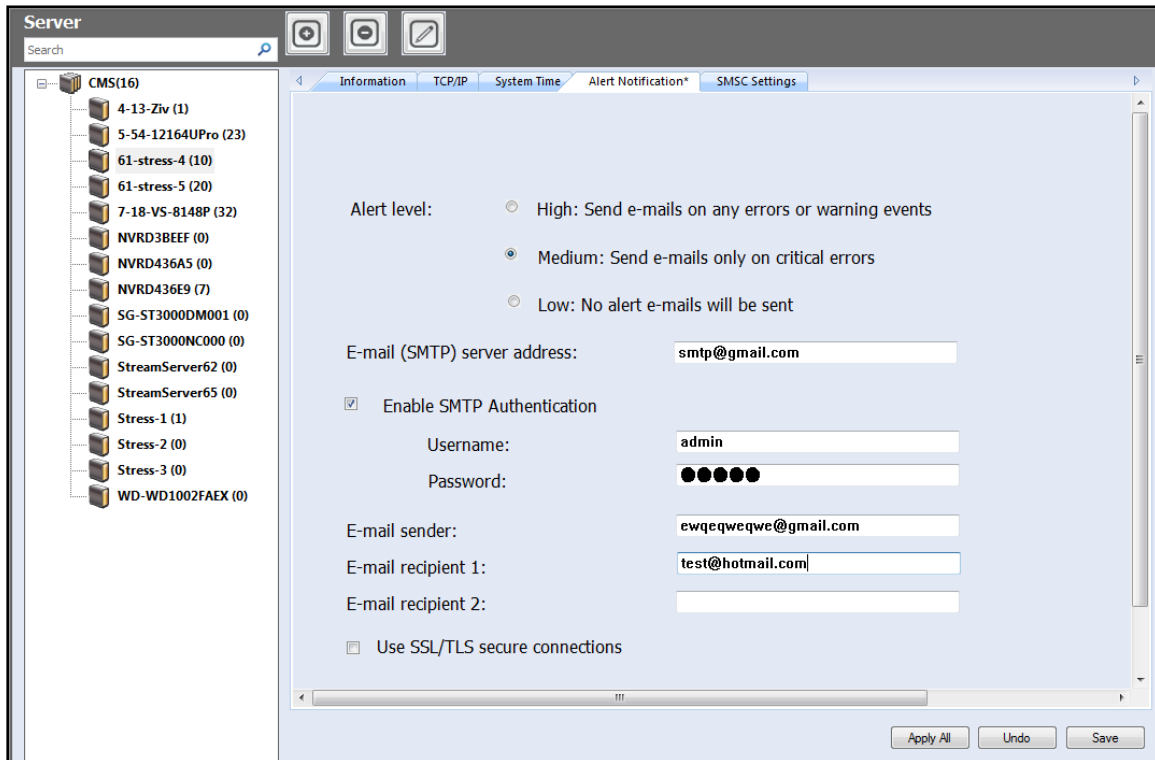 Server
Search
CMS(16)
4-13-Ziv (1)
5-54-12164UPro (23)
61-stress-4 (10)
61-stress-5 (20)
7-18-VS-8148P (32)
NVRD3BEEF (0)
NVRD436A5 (0)
NVRD436E9 (7)
SG-ST3000DM001 (0)
SG-ST3000NC000 (0)
StreamServer62 (0)
StreamServer65 (0)
Stress-1 (1)
Stress-2 (0)
Stress-3 (0)
WD-WD1002FAEX (0)
Information TCP/IP System Time Alert Notification* SMSC Settings
Alert level: High: Send e-mails on any errors or warning events
Medium: Send e-mails only on critical errors
Low: No alert e-mails will be sent
E-mail (SMTP) server address: smtp@gmail.com
Enable SMTP Authentication
Username: admin
Password: ●●●●●
E-mail sender: ewqeqweqwe@gmail.com
E-mail recipient 1: test@hotmail.com
E-mail recipient 2:
Use SSL/TLS secure connections
Apply All Undo Save